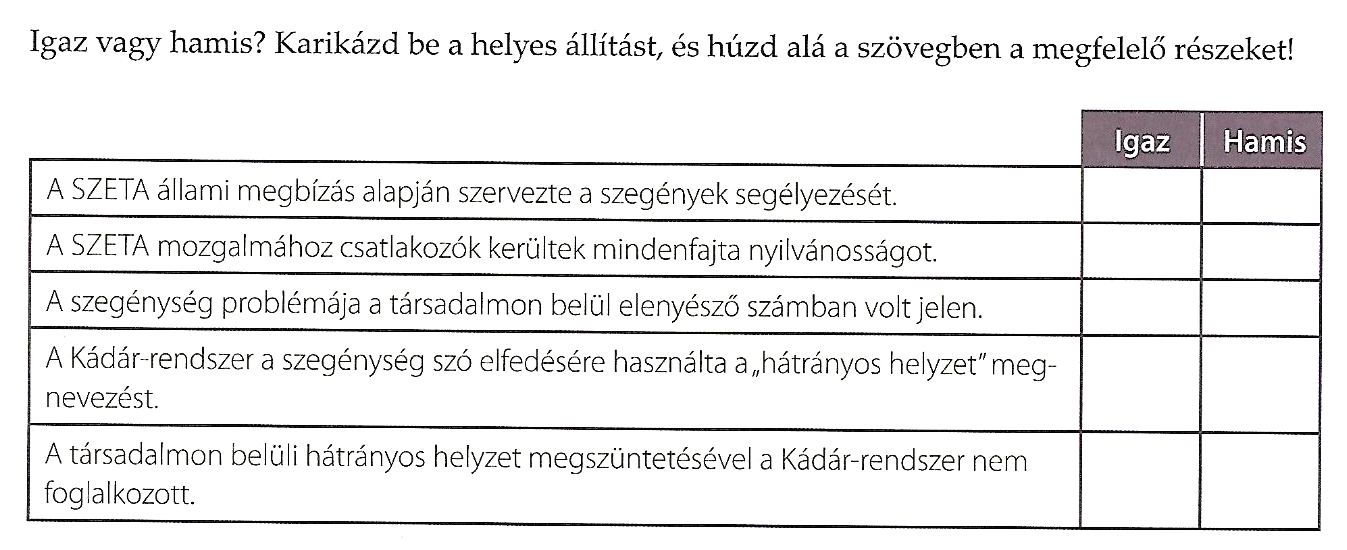 Igaz vagy hamis? Karikázd be a helyes állítást, és húzd alá a szövegben a megfelelő részeket!
Igaz Hamis
A SZETA állami megbízás alapján szervezte a szegények segélyezését.
A SZETA mozgalmához csatlakozók kerültek mindenfajta nyilvánosságot.
A szegénység problémája a társadalmon belül elenyésző számban volt jelen.
A Kádár-rendszer a szegénység szó elfedésére használta a „hátrányos helyzet” meg-
nevezést.
A társadalmon belüli hátrányos helyzet megszüntetésével a Kádár-rendszer nem
foglalkozott.